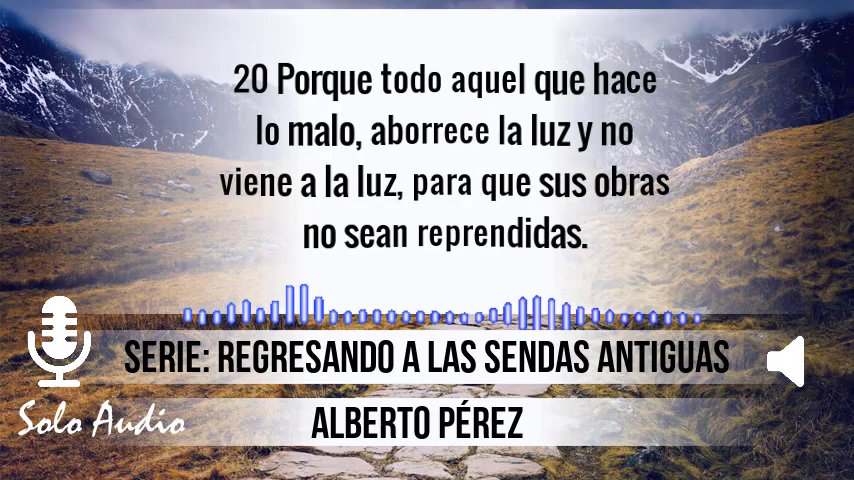 20 Porque todo aquel que hace
lo malo, aborrece la luz y no
viene a la luz, para que sus obras
no sean reprendidas.
SERIE: REGRESANDO A LAS SENDAS ANTIGUAS
Solo Audio
ALBERTO PÉREZ